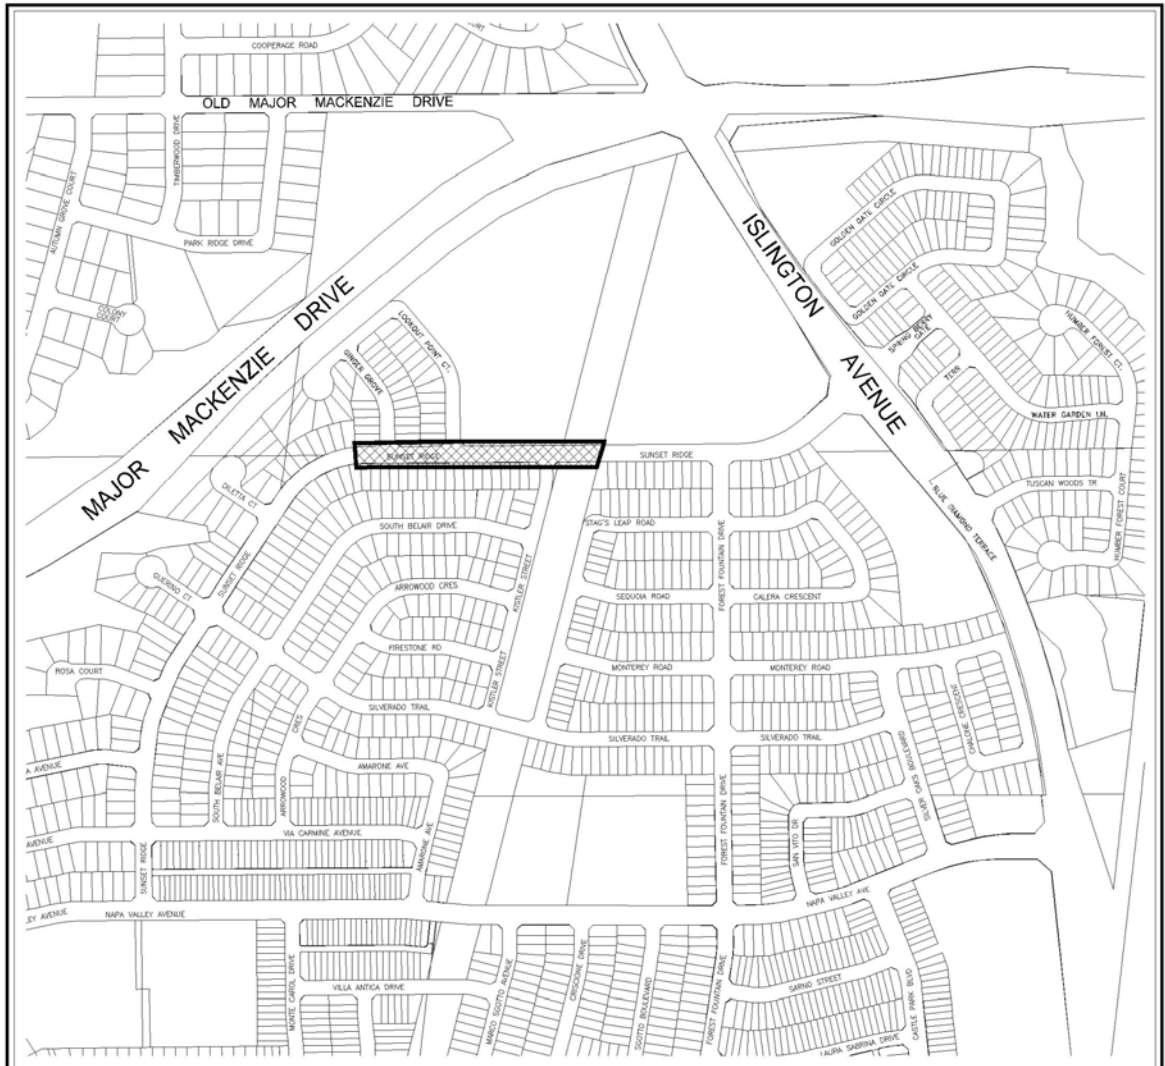 COURT
COOPERAGE ROAD
OLD MAJOR MACKENZIE DRIVE
TIMBERWOOD DRIVE
AUTUMN GROVE COURT
PARK RIDGE DRIVE
COLONY
COURT
MAJOR MACKENZIE DRIVE
ISLINGTON AVENUE
GOLDEN GATE CIRCLE
GOLDEN GATE CIRCLE
SPRING BERRY
GATE
TERR
HUMBER FOREST CT.
WATER GARDEN LN.
TUSCAN WOODS TR
HUMBER FOREST COURT
BLUE DIAMOND TERRACE
LOOKOUT POINT CT.
GINGER GROVE
SUNSET RIDGE
SUNSET RIDGE
DILETTA CT
SUNSET RIDGE
GUERINO CT
SOUTH BELAIR DRIVE
STAG'S LEAP ROAD
ARROWOOD CRES
KISTLER STREET
SEQUOIA ROAD
FOREST FOUNTAIN DRIVE
CALERA CRESCENT
FIRESTONE RD
KISTLER STREET
MONTEREY ROAD
MONTEREY ROAD
ROSA COURT
SILVERADO TRAIL
SILVERADO TRAIL
SILVERADO TRAIL
CHALONE CRESCENT
SILVER OAKS BOULEVARD
A AVENUE
SOUTH BELAIR AVE
ARROWOOD CRES
AMARONE AVE
AMARONE AVE
FOREST FOUNTAIN DRIVE
SAN VITO DR
AVENUE
VIA CARMINE AVENUE
SUNSET RIDGE
EY AVENUE
NAPA VALLEY AVENUE
NAPA VALLEY AVE
MONTE CAROL DRIVE
VILLA ANTICA DRIVE
MARCO SGOTTO AVENUE
CIRISCIONE DRIVE
SGOTTO BOULEVARD
FOREST FOUNTAIN DRIVE
SARNO STREET
CASTLE PARK BLVD
LAURA SABRINA DRIVE